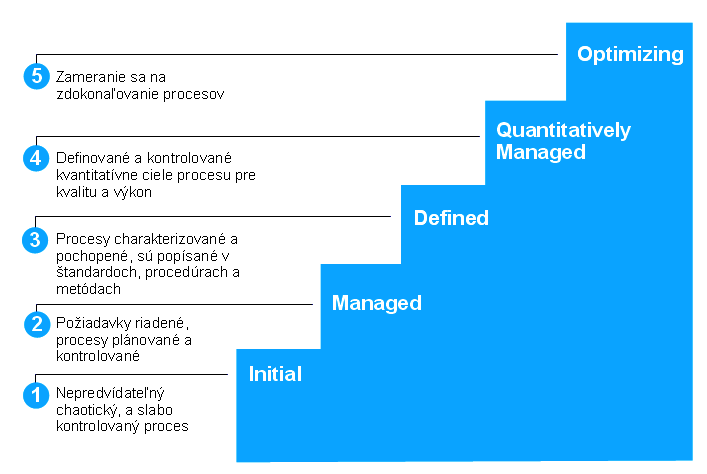 Optimizing
5
Zameranie sa na
zdokonaľovanie procesov
Quantitatively
Managed
4
Definované a kontrolované
kvantitatívne ciele procesu pre
kvalitu a výkon
Defined
3
Procesy charakterizované a
pochopené, sú popísané v
štandardoch, procedúrach a
metódach
Managed
2
Požiadavky riadené,
procesy plánované a
kontrolované
Initial
1
Nepredvídateľný
chaotický, a slabo
kontrolovaný proces